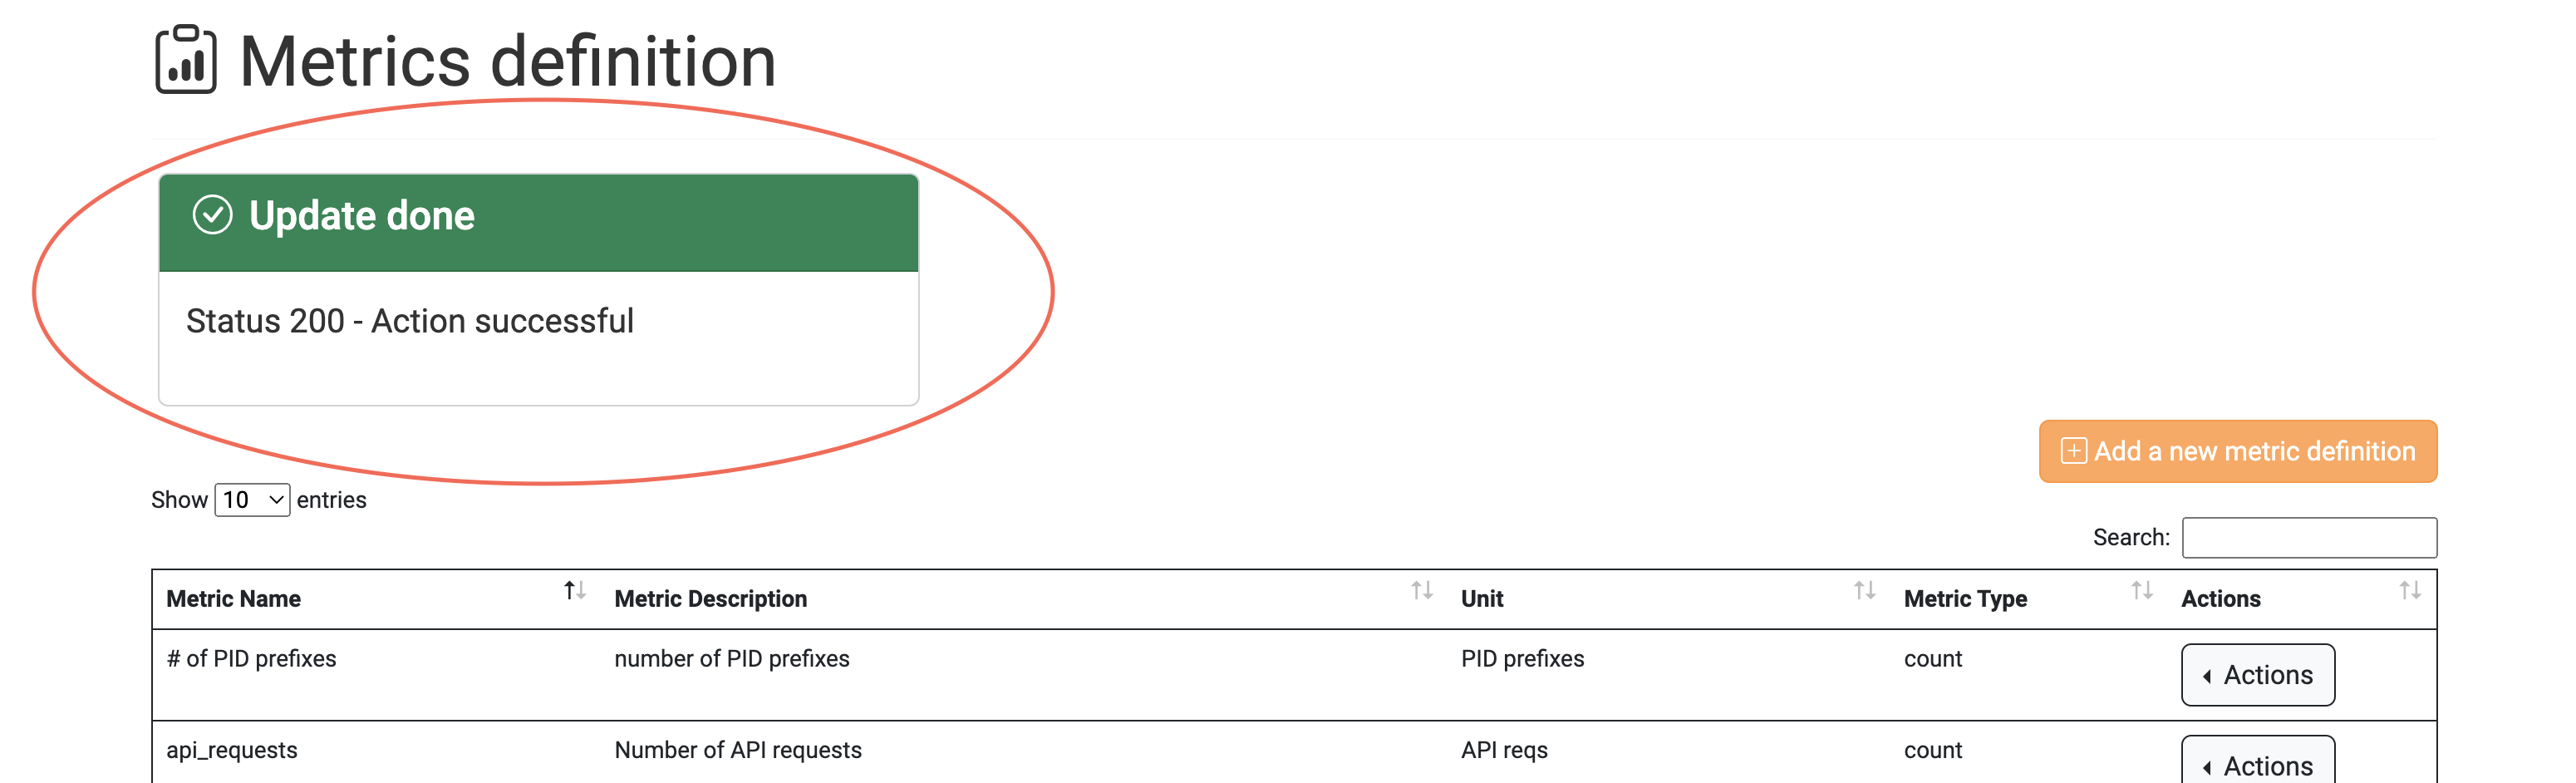 Metrics definition
Update done
Status 200 - Action successful
Add a new metric definition
Show 10 entries
Search:
Metric Name Metric Description Unit Metric Type Actions
# of PID prefixes number of PID prefixes PID prefixes count Actions
api_requests Number of API requests API reqs count Actions